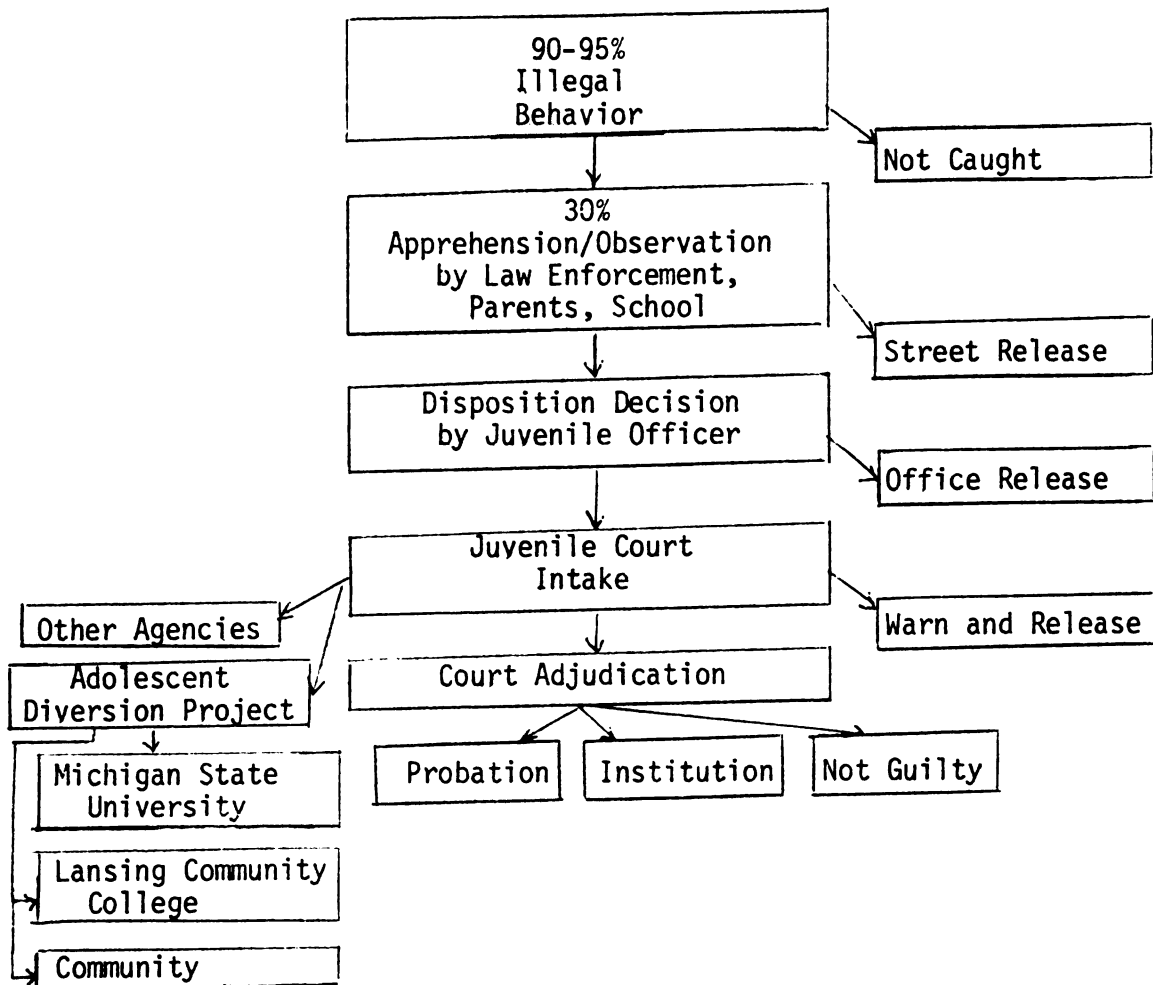 90-95%
Illegal
Behavior
Not Caught
30%
Apprehension/Observation
by Law Enforcement,
Parents, School
Street Release
Disposition Decision
by Juvenile Officer
Office Release
Juvenile Court
Intake
Other Agencies
Warn and Release
Adolescent
Diversion Project
Court Adjudication
Michigan State
University
Probation
Institution
Not Guilty
Lansing Community
College
Community